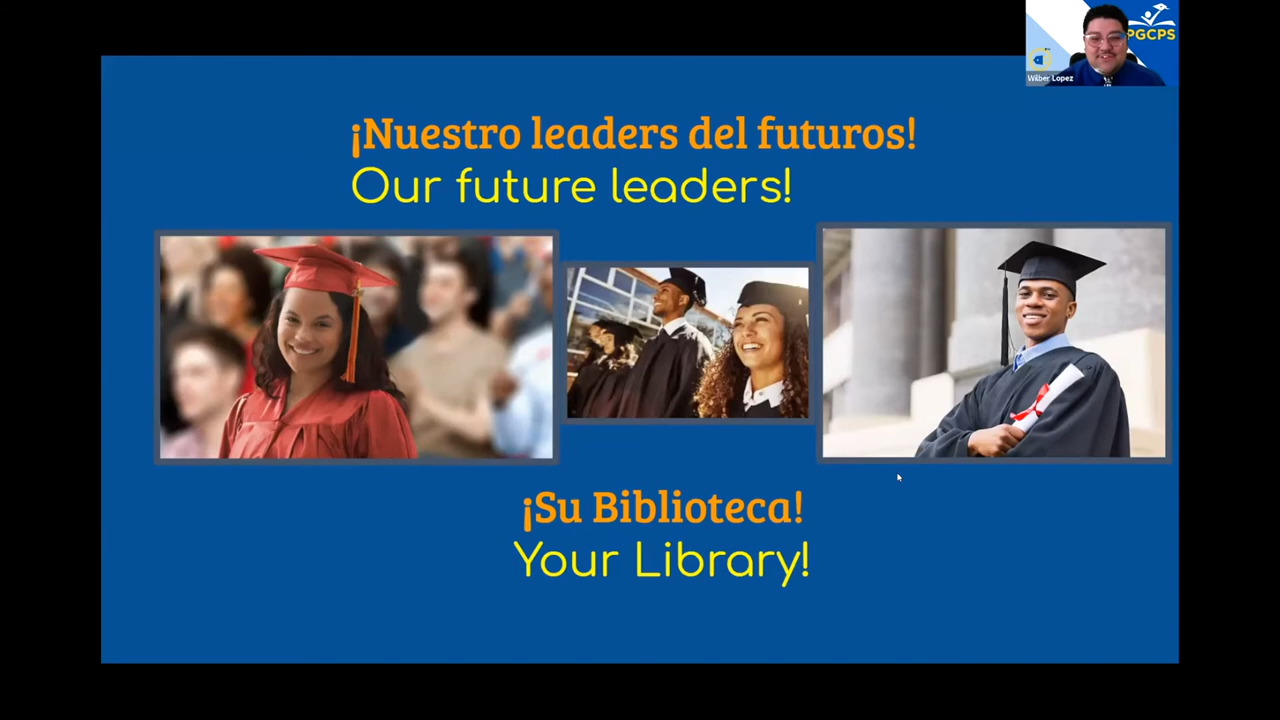 PGCPS
Wilber Lopez
¡Nuestro leaders del futuros!
Our future leaders!
¡Su Biblioteca!
Your Library!